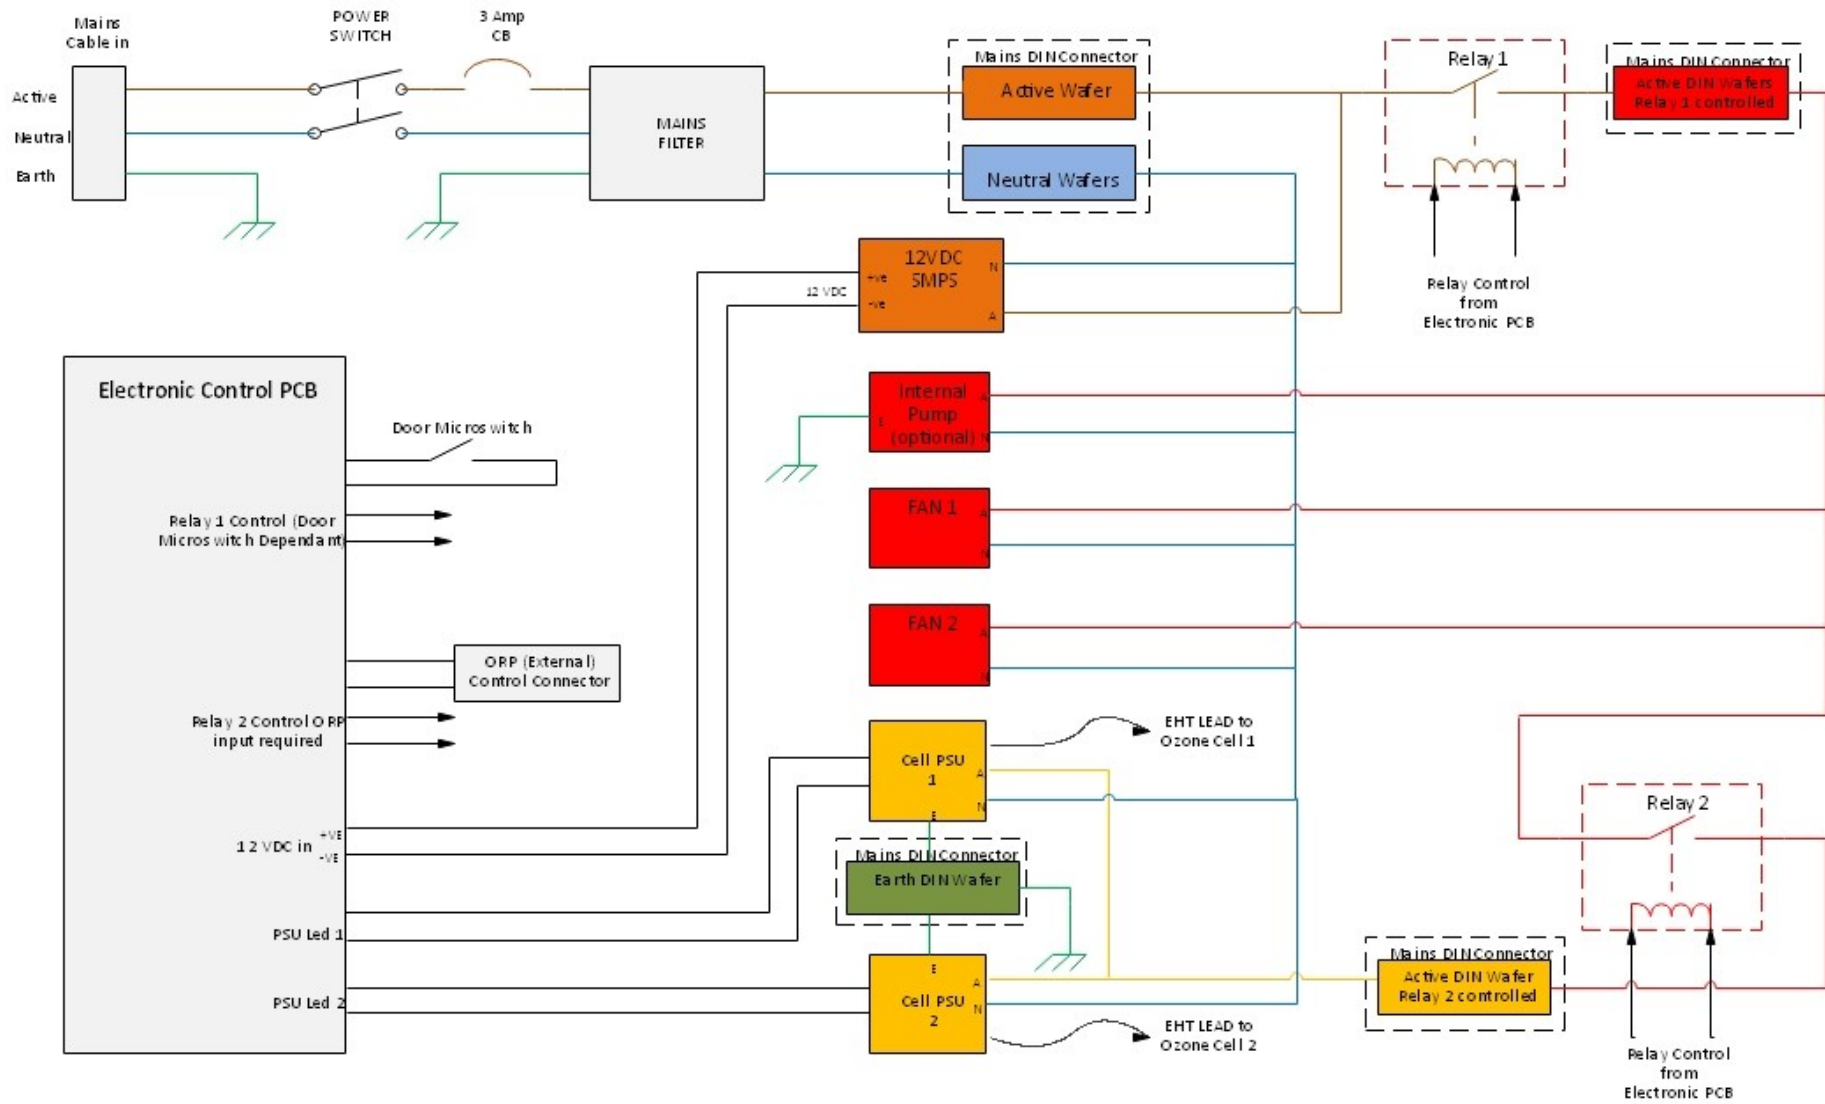 Mains
Cable in
POWER
SWITCH
3 Amp
CB
Active
Neutral
Earth
MAINS
FILTER
Mains DIN Connector
Active Wafer
Neutral Wafers
Relay 1
Mains DIN Connector
Active DIN Wafers
Relay 1 controlled
Relay Control
from
Electronic PCB
12VDC
SMPS
N
A
+ve
-ve
12 VDC
Internal
Pump
(optional)
A
E
N
FAN 1
A
N
FAN 2
A
N
Electronic Control PCB
Door Microswitch
Relay 1 Control (Door
Microswitch Dependant)
ORP (External)
Control Connector
Relay 2 Control ORP
input required
12 VDC in
+VE
-VE
PSU Led 1
PSU Led 2
Cell PSU
1
A
N
E
EHT LEAD to
Ozone Cell 1
Mains DIN Connector
Earth DIN Wafer
E
Cell PSU
2
A
N
EHT LEAD to
Ozone Cell 2
Relay 2
Mains DIN Connector
Active DIN Wafer
Relay 2 controlled
Relay Control
from
Electronic PCB